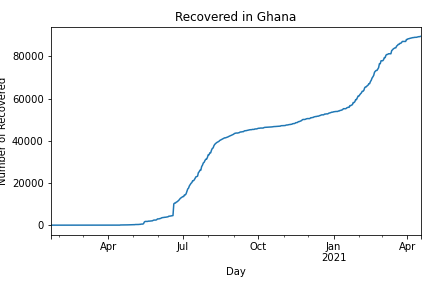 Recovered in Ghana
Number of Recovered
80000
60000
40000
20000
0
Apr
Jul
Oct
Jan
2021
Apr
Day